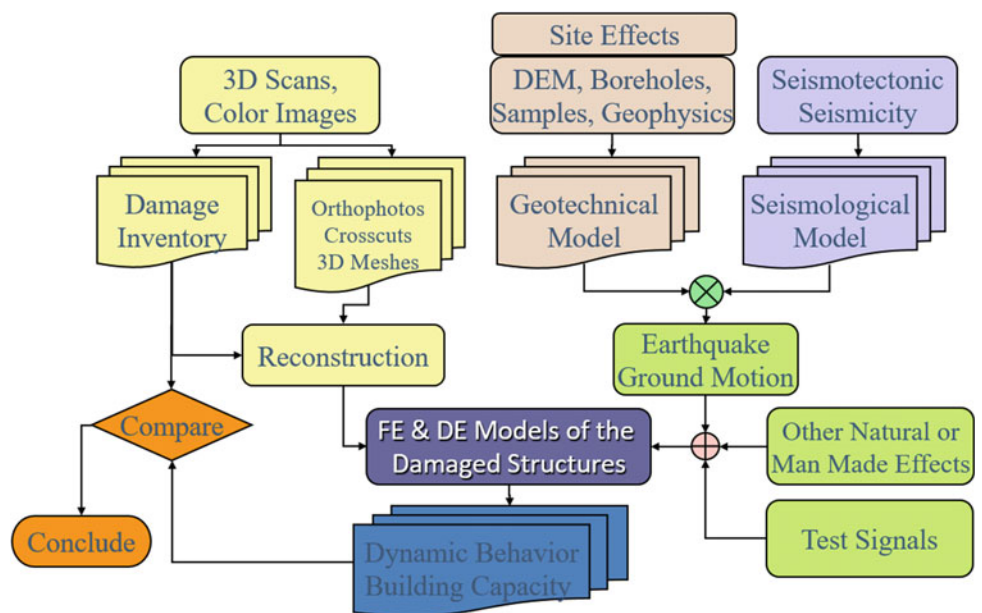 Site Effects
3D Scans,
Color Images
DEM, Boreholes,
Samples, Geophysics
Seismotectonic
Seismicity
Damage
Inventory
Orthophotos
Crosscuts
3D Meshes
Geotechnical
Model
Seismological
Model
Reconstruction
Earthquake
Ground Motion
Compare
FE & DE Models of the
Damaged Structures
Other Natural or
Man Made Effects
Conclude
Dynamic Behavior
Building Capacity
Test Signals